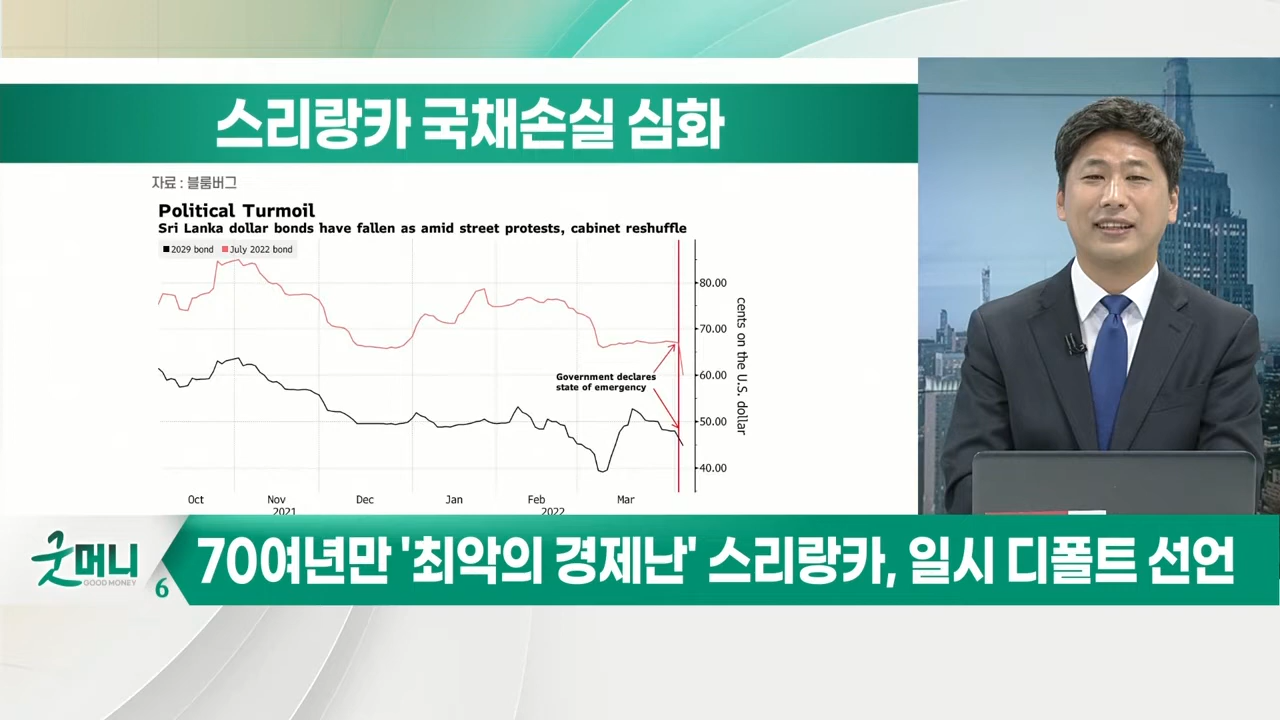 스리랑카 국채손실 심화
자료 : 블룸버그
Political Turmoil
Sri Lanka dollar bonds have fallen as amid street protests, cabinet reshuffle
2029 bond July 2022 bond
80.00
70.00
60.00
50.00
40.00
cents on the U.S. dollar
Government declares
state of emergency
Oct Nov Dec Jan Feb Mar
2021 2022
굿머니
GOOD MONEY
6
70여년만 '최악의 경제난' 스리랑카, 일시 디폴트 선언